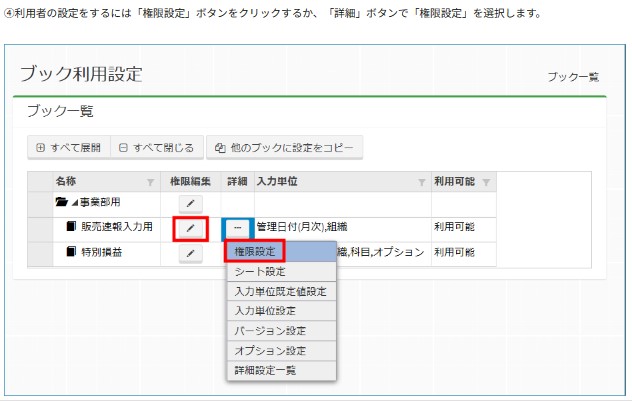 ④利用者の設定をするには「権限設定」ボタンをクリックするか、「詳細」ボタンで「権限設定」を選択します。
ブック利用設定
ブック一覧
ブック一覧
すべて展開 すべて閉じる 他のブックに設定をコピー
名称 権限編集 詳細 入力単位 利用可能
事業部用
販売速報入力用 ... 管理日付(月次),組織 利用可能
特別損益 織,科目,オプション 利用可能
権限設定
シート設定
入力単位既定値設定
入力単位設定
バージョン設定
オプション設定
詳細設定一覧